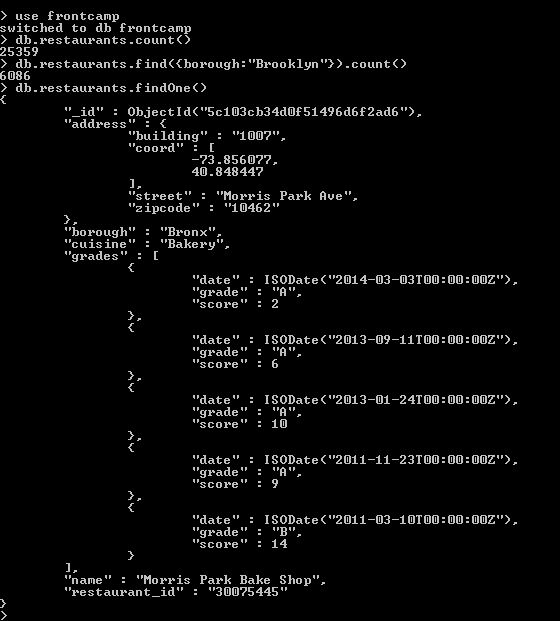 > use frontcamp
switched to db frontcamp
> db.restaurants.count()
25359
> db.restaurants.find({borough:"Brooklyn"}).count()
6086
> db.restaurants.findOne()
{
        "_id" : ObjectId("5c103cb34d0f51496d6f2ad6"),
        "address" : {
                "building" : "1007",
                "coord" : [
                        -73.856077,
                        40.848447
                ],
                "street" : "Morris Park Ave",
                "zipcode" : "10462"
        },
        "borough" : "Bronx",
        "cuisine" : "Bakery",
        "grades" : [
                {
                        "date" : ISODate("2014-03-03T00:00:00Z"),
                        "grade" : "A",
                        "score" : 2
                },
                {
                        "date" : ISODate("2013-09-11T00:00:00Z"),
                        "grade" : "A",
                        "score" : 6
                },
                {
                        "date" : ISODate("2013-01-24T00:00:00Z"),
                        "grade" : "A",
                        "score" : 10
                },
                {
                        "date" : ISODate("2011-11-23T00:00:00Z"),
                        "grade" : "A",
                        "score" : 9
                },
                {
                        "date" : ISODate("2011-03-10T00:00:00Z"),
                        "grade" : "B",
                        "score" : 14
                }
        ],
        "name" : "Morris Park Bake Shop",
        "restaurant_id" : "30075445"
}
>